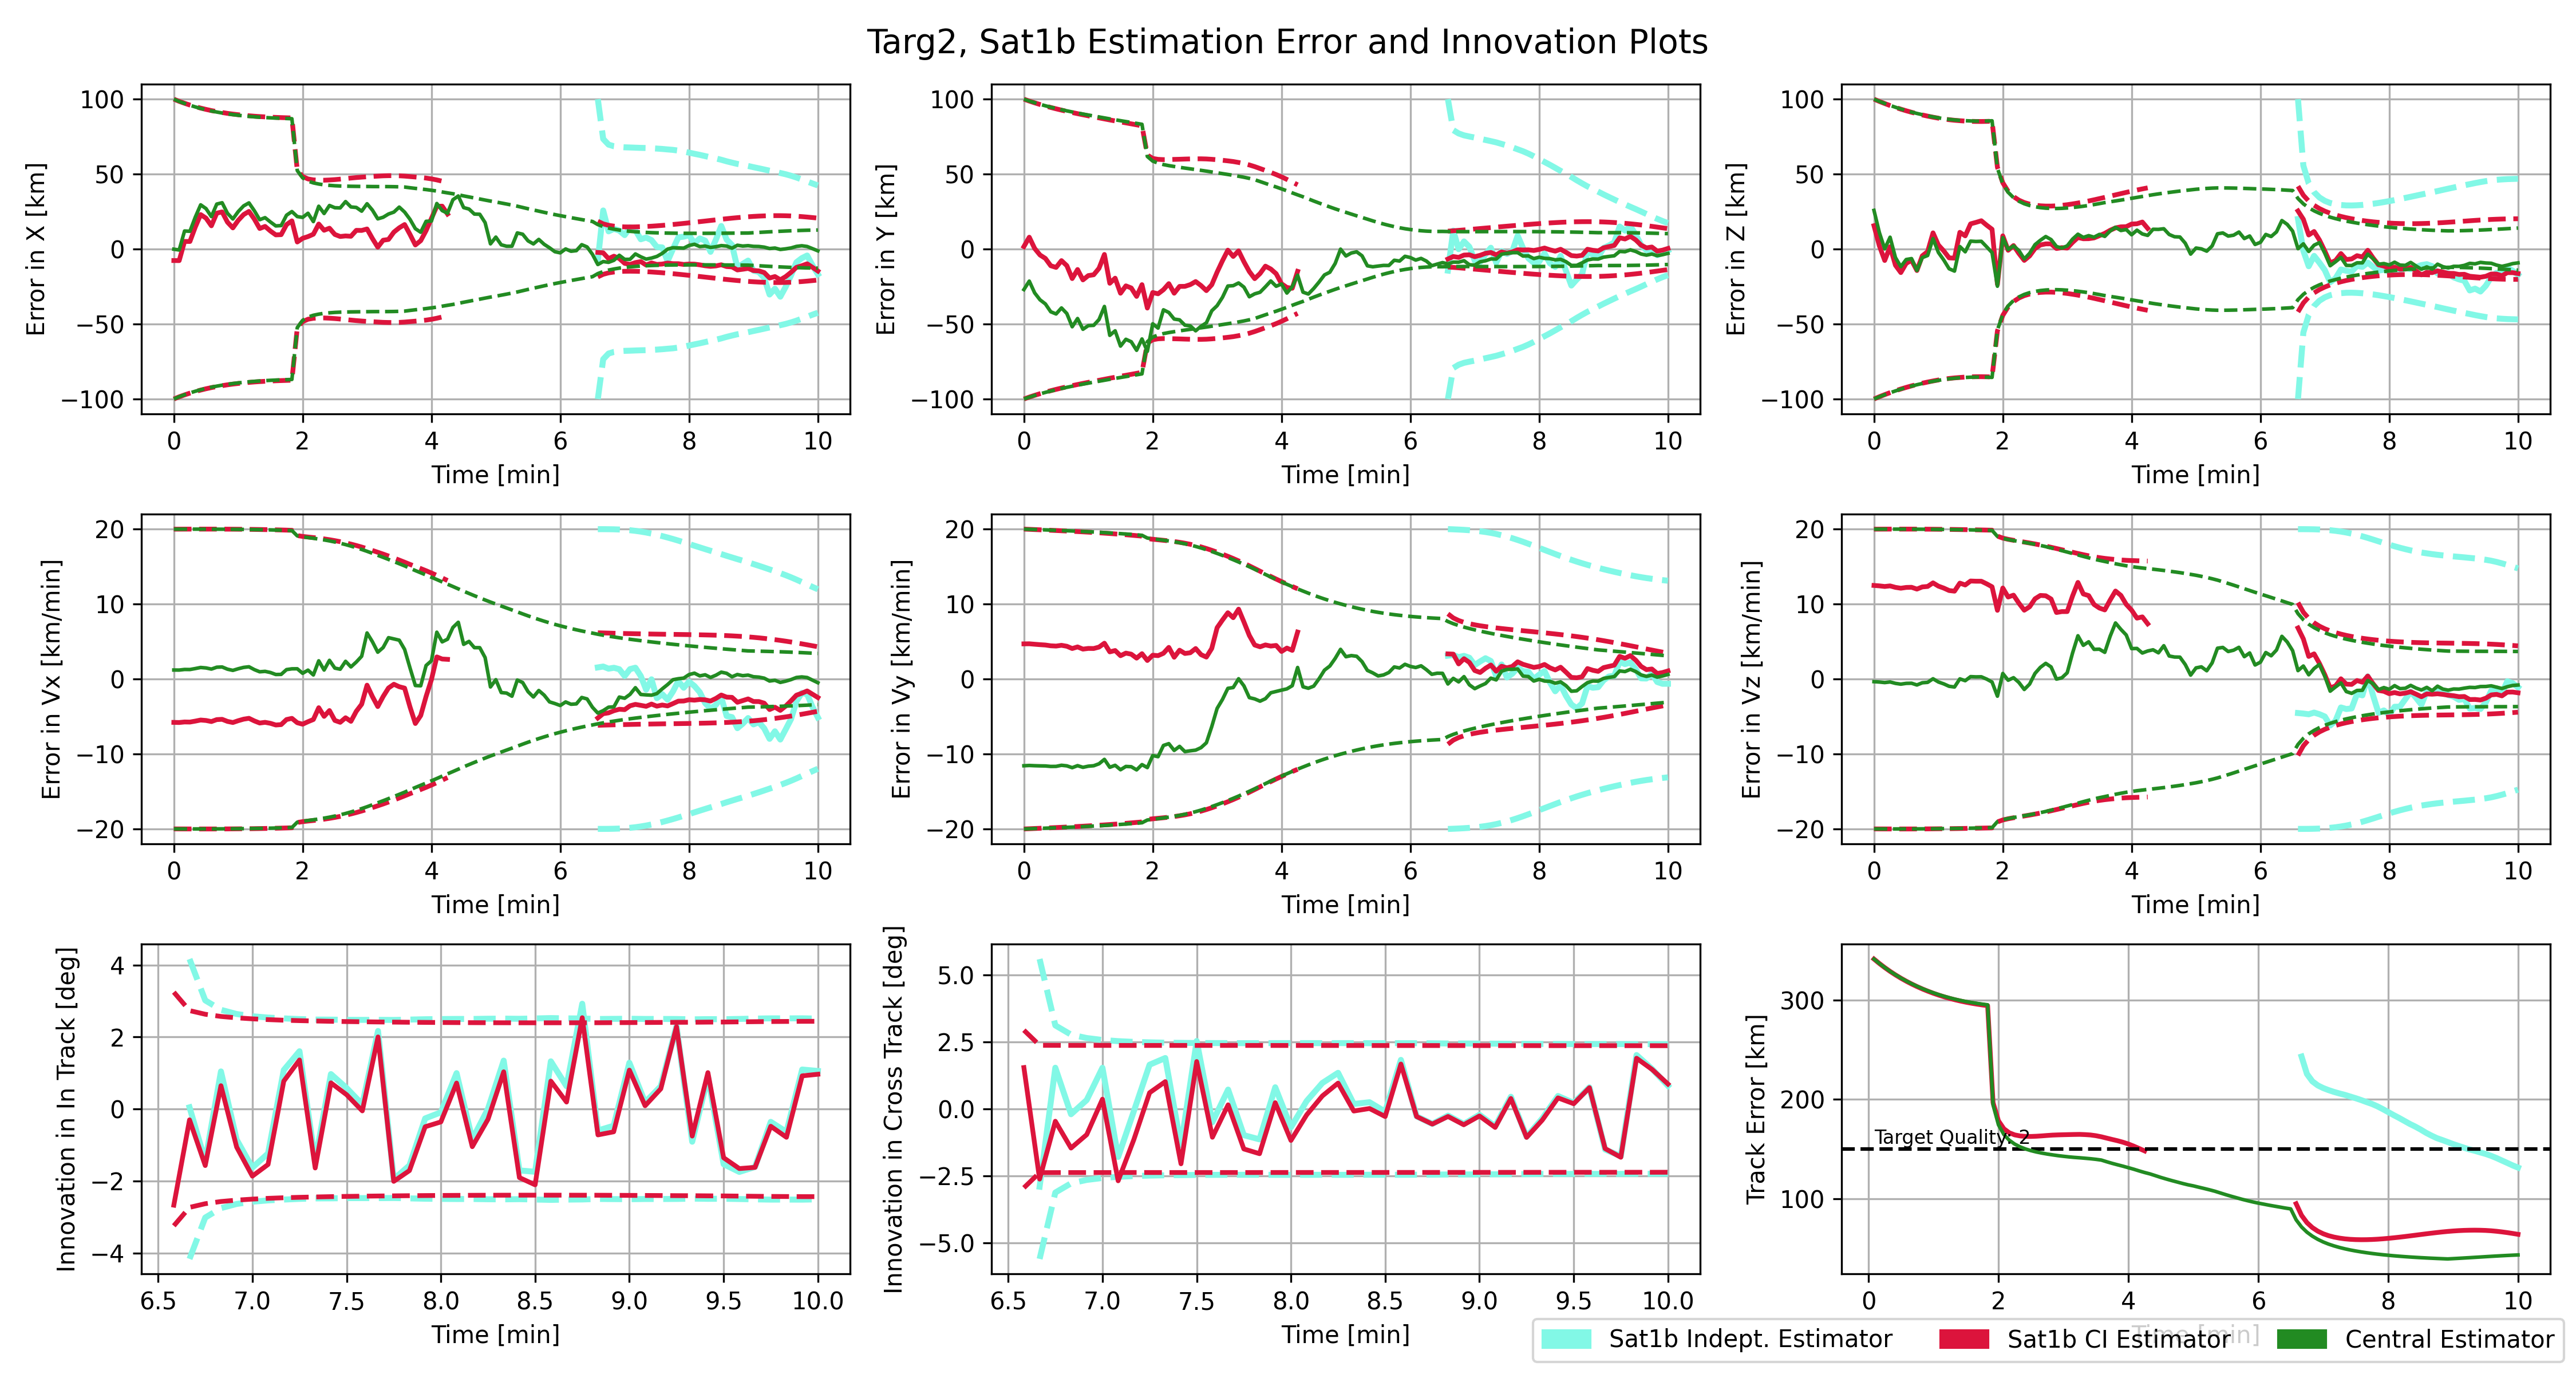 Targ2, Sat1b Estimation Error and Innovation Plots
Error in X [km]
100
50
0
−50
−100
0 2 4 6 8 10
Time [min]
Error in Y [km]
100
50
0
−50
−100
0 2 4 6 8 10
Time [min]
Error in Z [km]
100
50
0
−50
−100
0 2 4 6 8 10
Time [min]
Error in Vx [km/min]
20
10
0
−10
−20
0 2 4 6 8 10
Time [min]
Error in Vy [km/min]
20
10
0
−10
−20
0 2 4 6 8 10
Time [min]
Error in Vz [km/min]
20
10
0
−10
−20
0 2 4 6 8 10
Time [min]
Innovation in In Track [deg]
4
2
0
−2
−4
6.5 7.0 7.5 8.0 8.5 9.0 9.5 10.0
Time [min]
Innovation in Cross Track [deg]
5.0
2.5
0.0
−2.5
−5.0
6.5 7.0 7.5 8.0 8.5 9.0 9.5 10.0
Time [min]
Track Error [km]
300
200
100
Target Quality: 2
0 2 4 6 8 10
Time [min]
Sat1b Indept. Estimator
Sat1b CI Estimator
Central Estimator